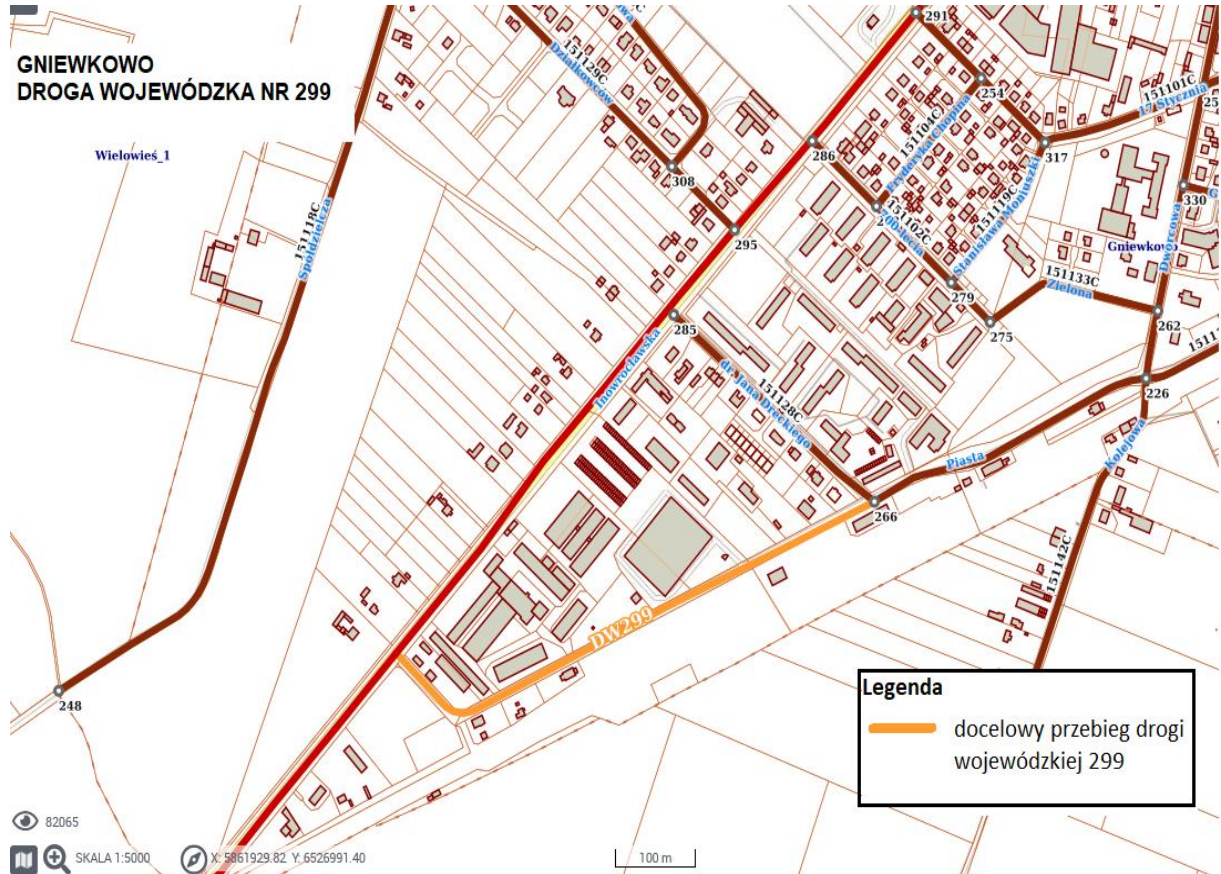 GNIEWKOWO
DROGA WOJEWÓDZKA NR 299
Wielowieś_1
151118C
Spółdzielcza
151129C
Działkowców
308
295
291
254
286
151104C
Fryderyka Chopina
317
151101C
17 Stycznia
330
151119C
Stanisława Moniuszki
151102C
700-lecia
Gniewkowo
Dworcowa
279
275
151133C
Zielona
262
226
285
Inowrocławska
151128C
dr. Jana Dreckiego
Piasta
Kolejowa
266
151142C
DW299
248
Legenda
docelowy przebieg drogi
wojewódzkiej 299
82065
SKALA 1:5000
X: 5861929.82 Y: 6526991.40
100 m